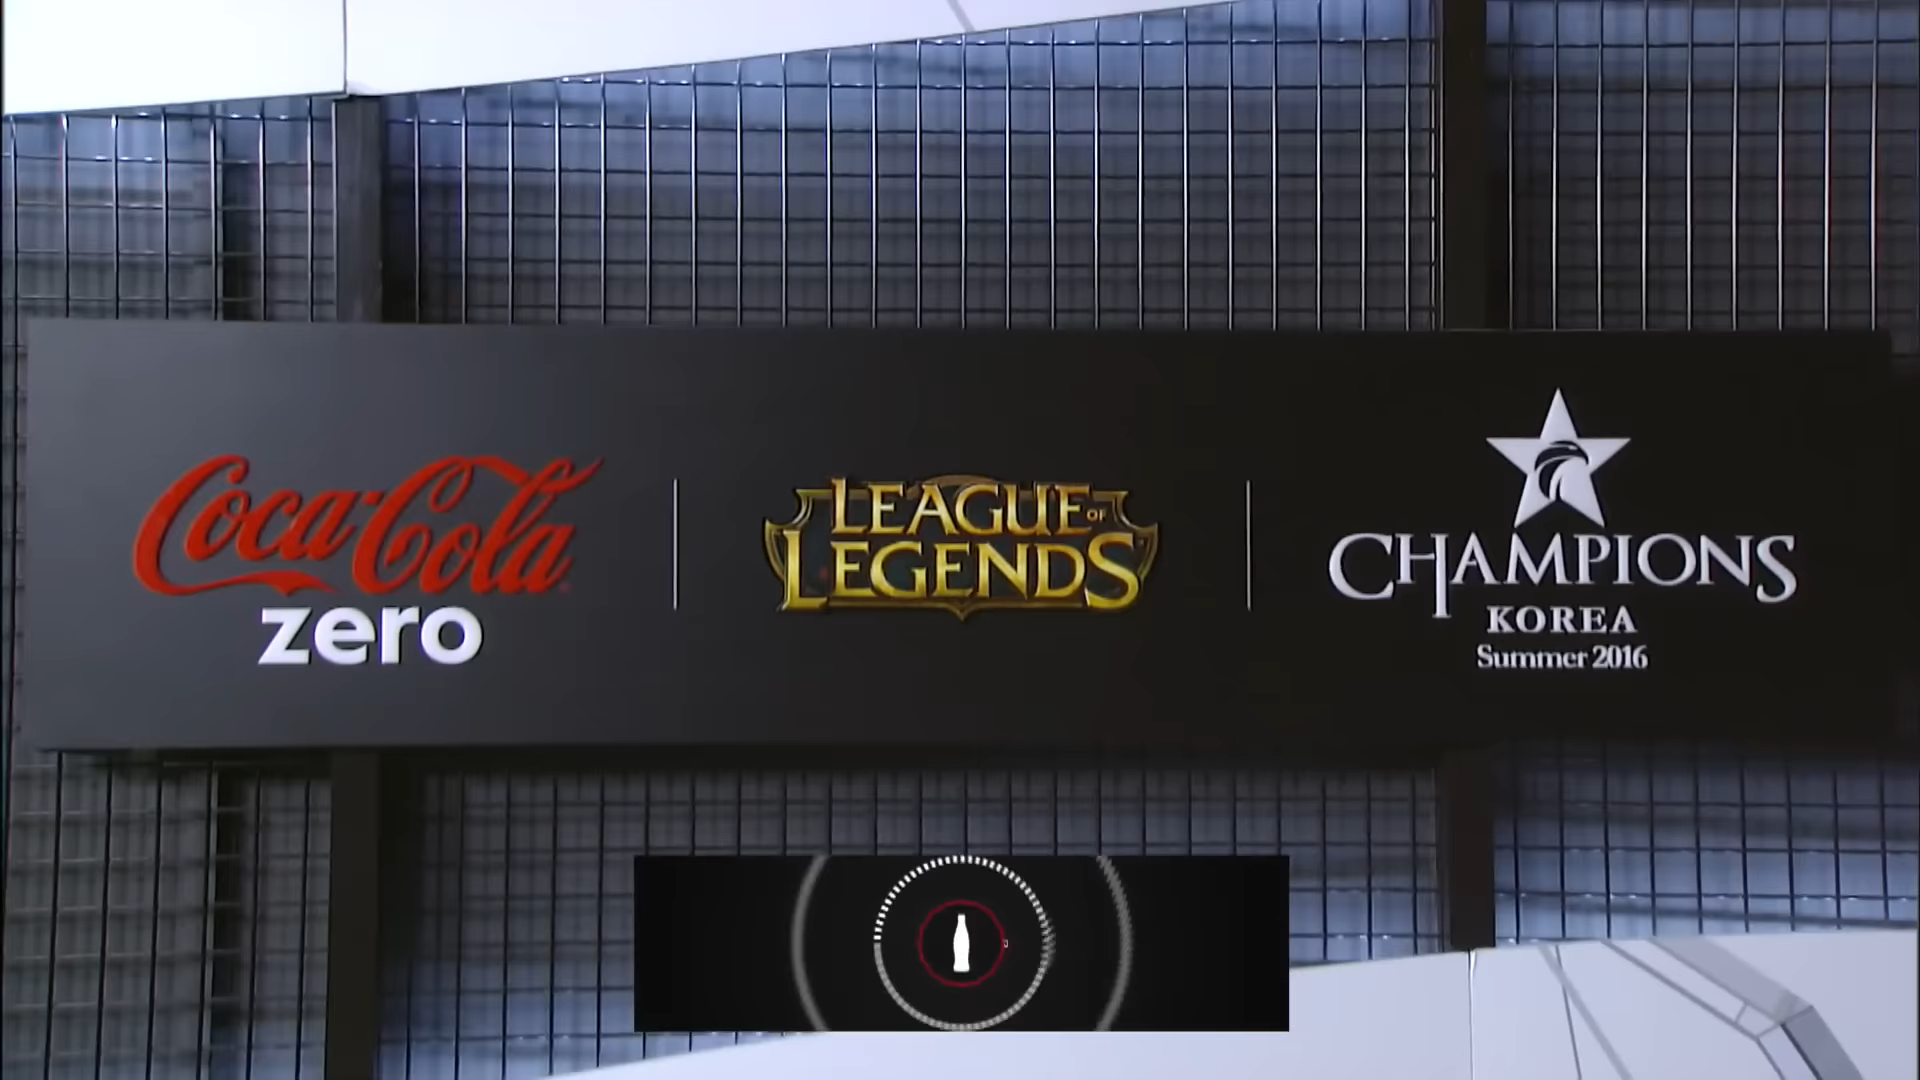 Coca-Cola
zero
LEAGUE OF
LEGENDS
CHAMPIONS
KOREA
Summer 2016